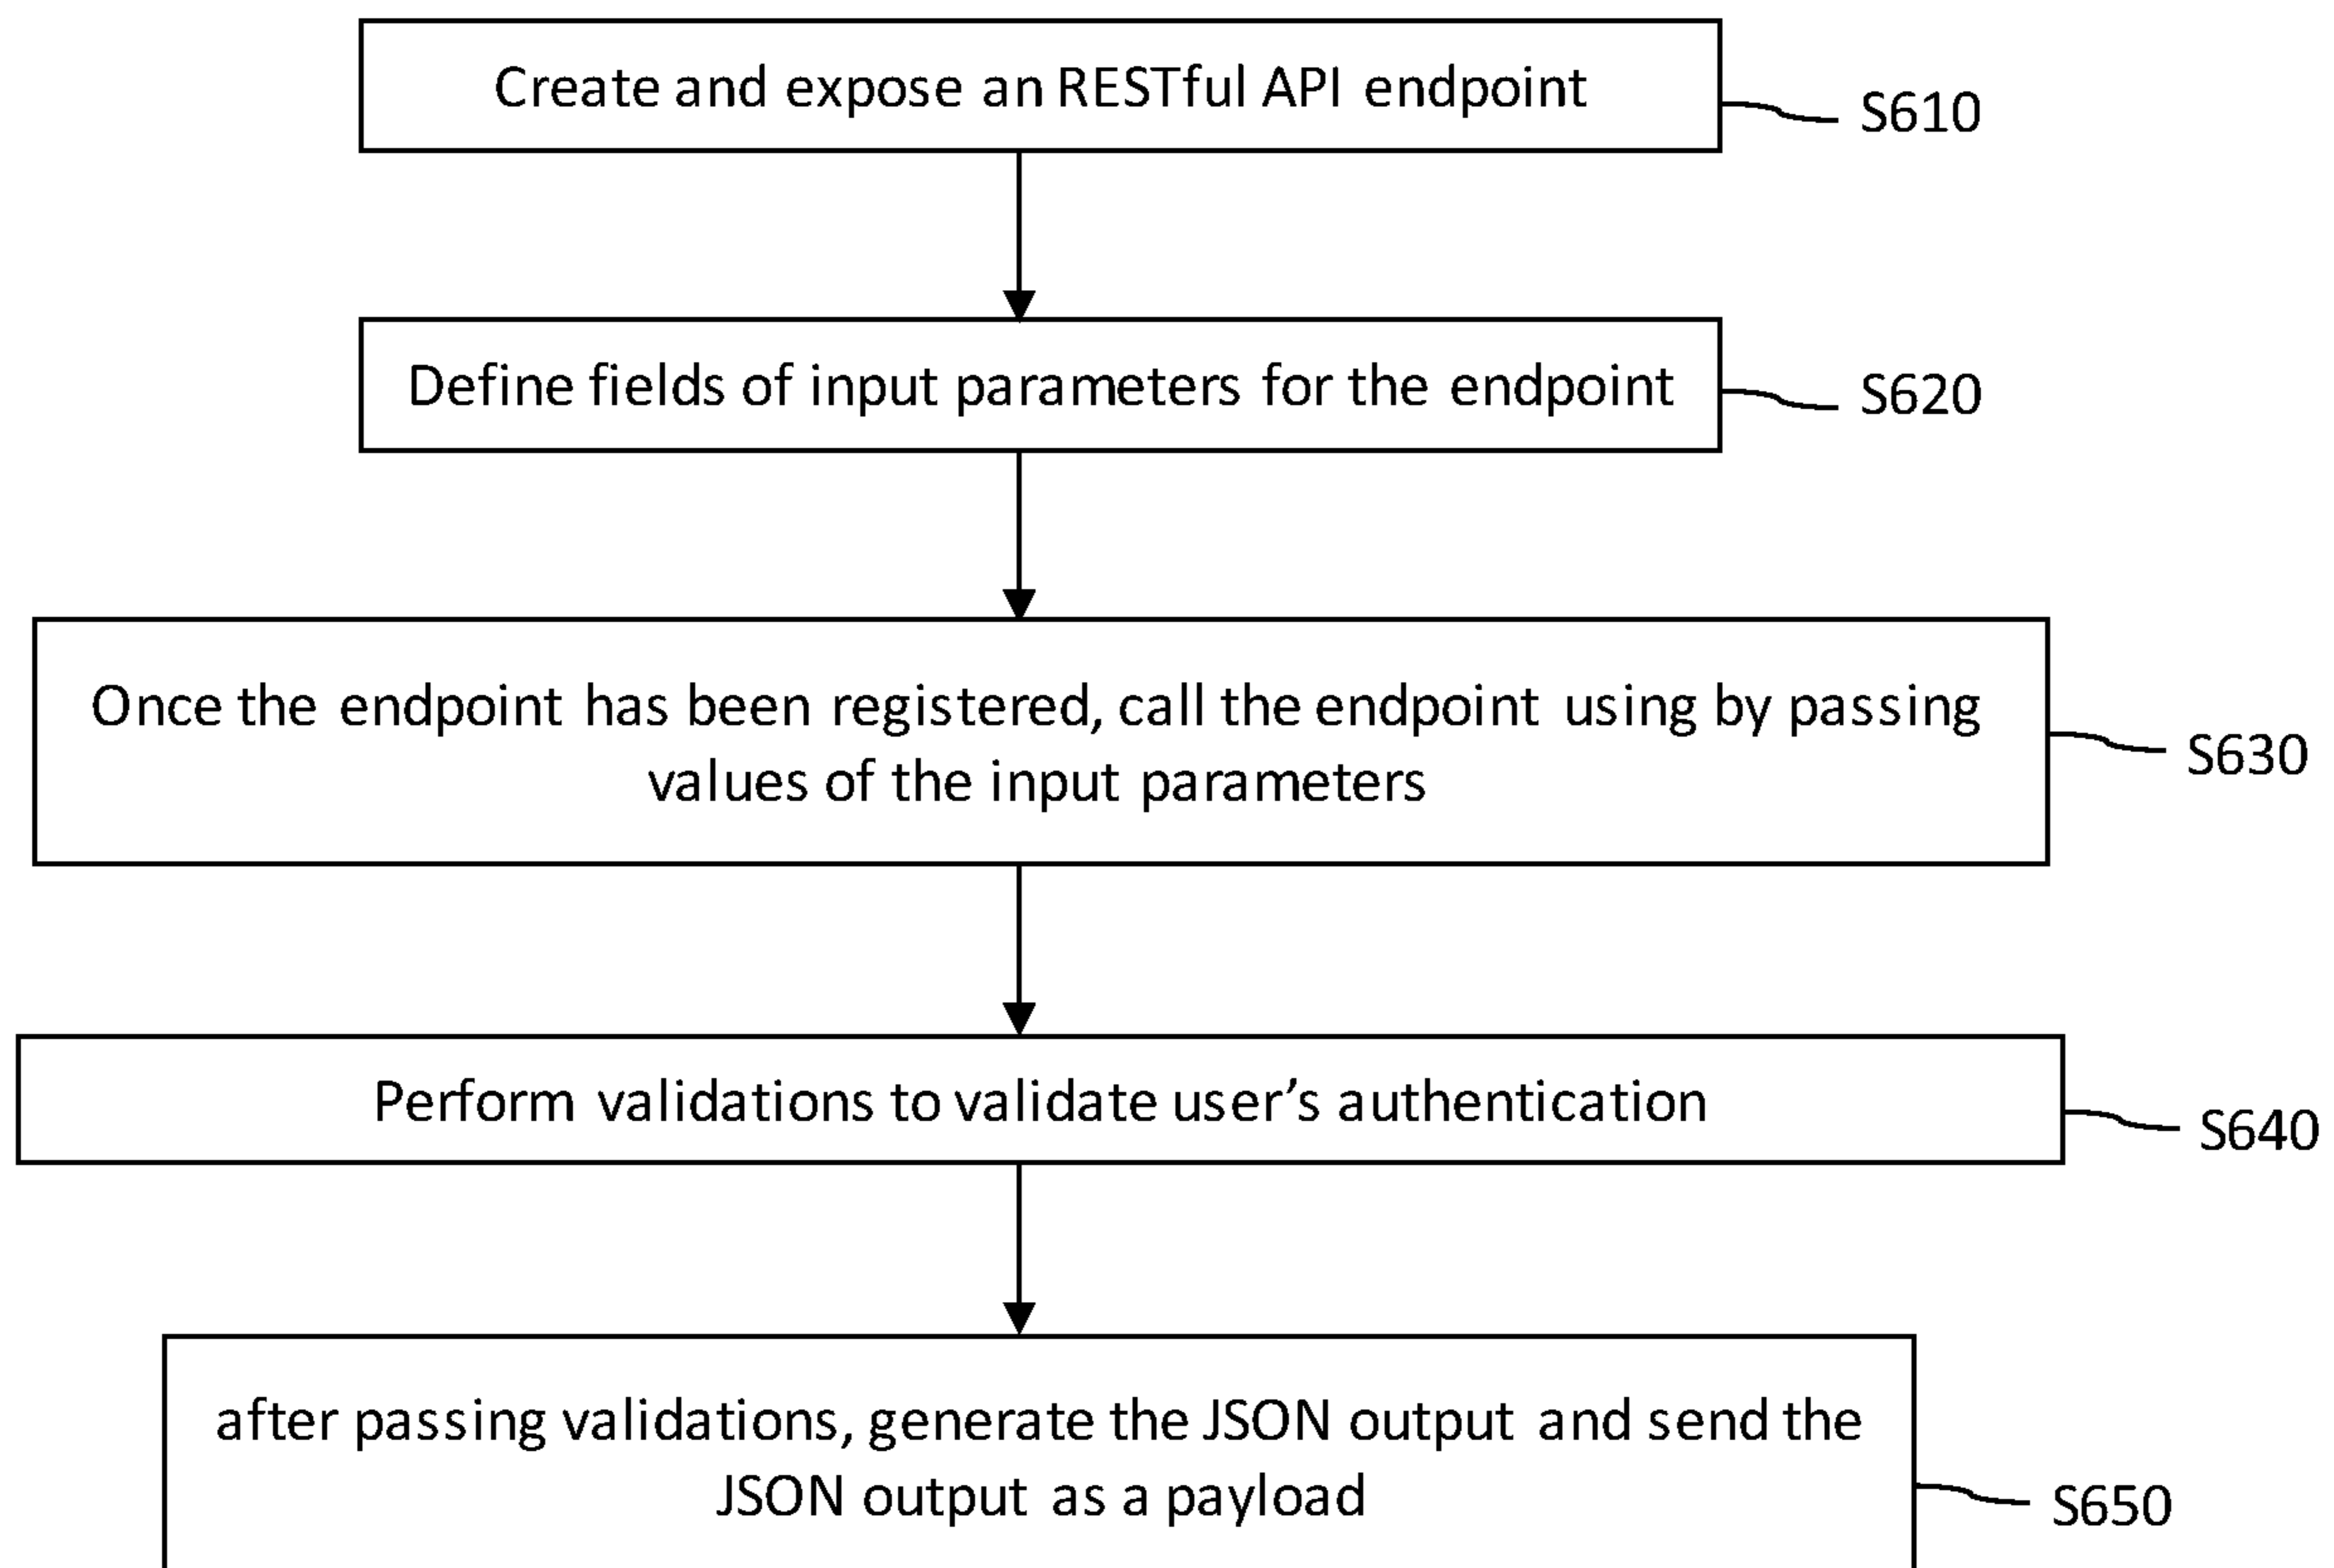 Create and expose an RESTful API endpoint
S610
Define fields of input parameters for the endpoint
S620
Once the endpoint has been registered, call the endpoint using by passing
values of the input parameters
S630
Perform validations to validate user’s authentication
S640
after passing validations, generate the JSON output and send the
JSON output as a payload
S650